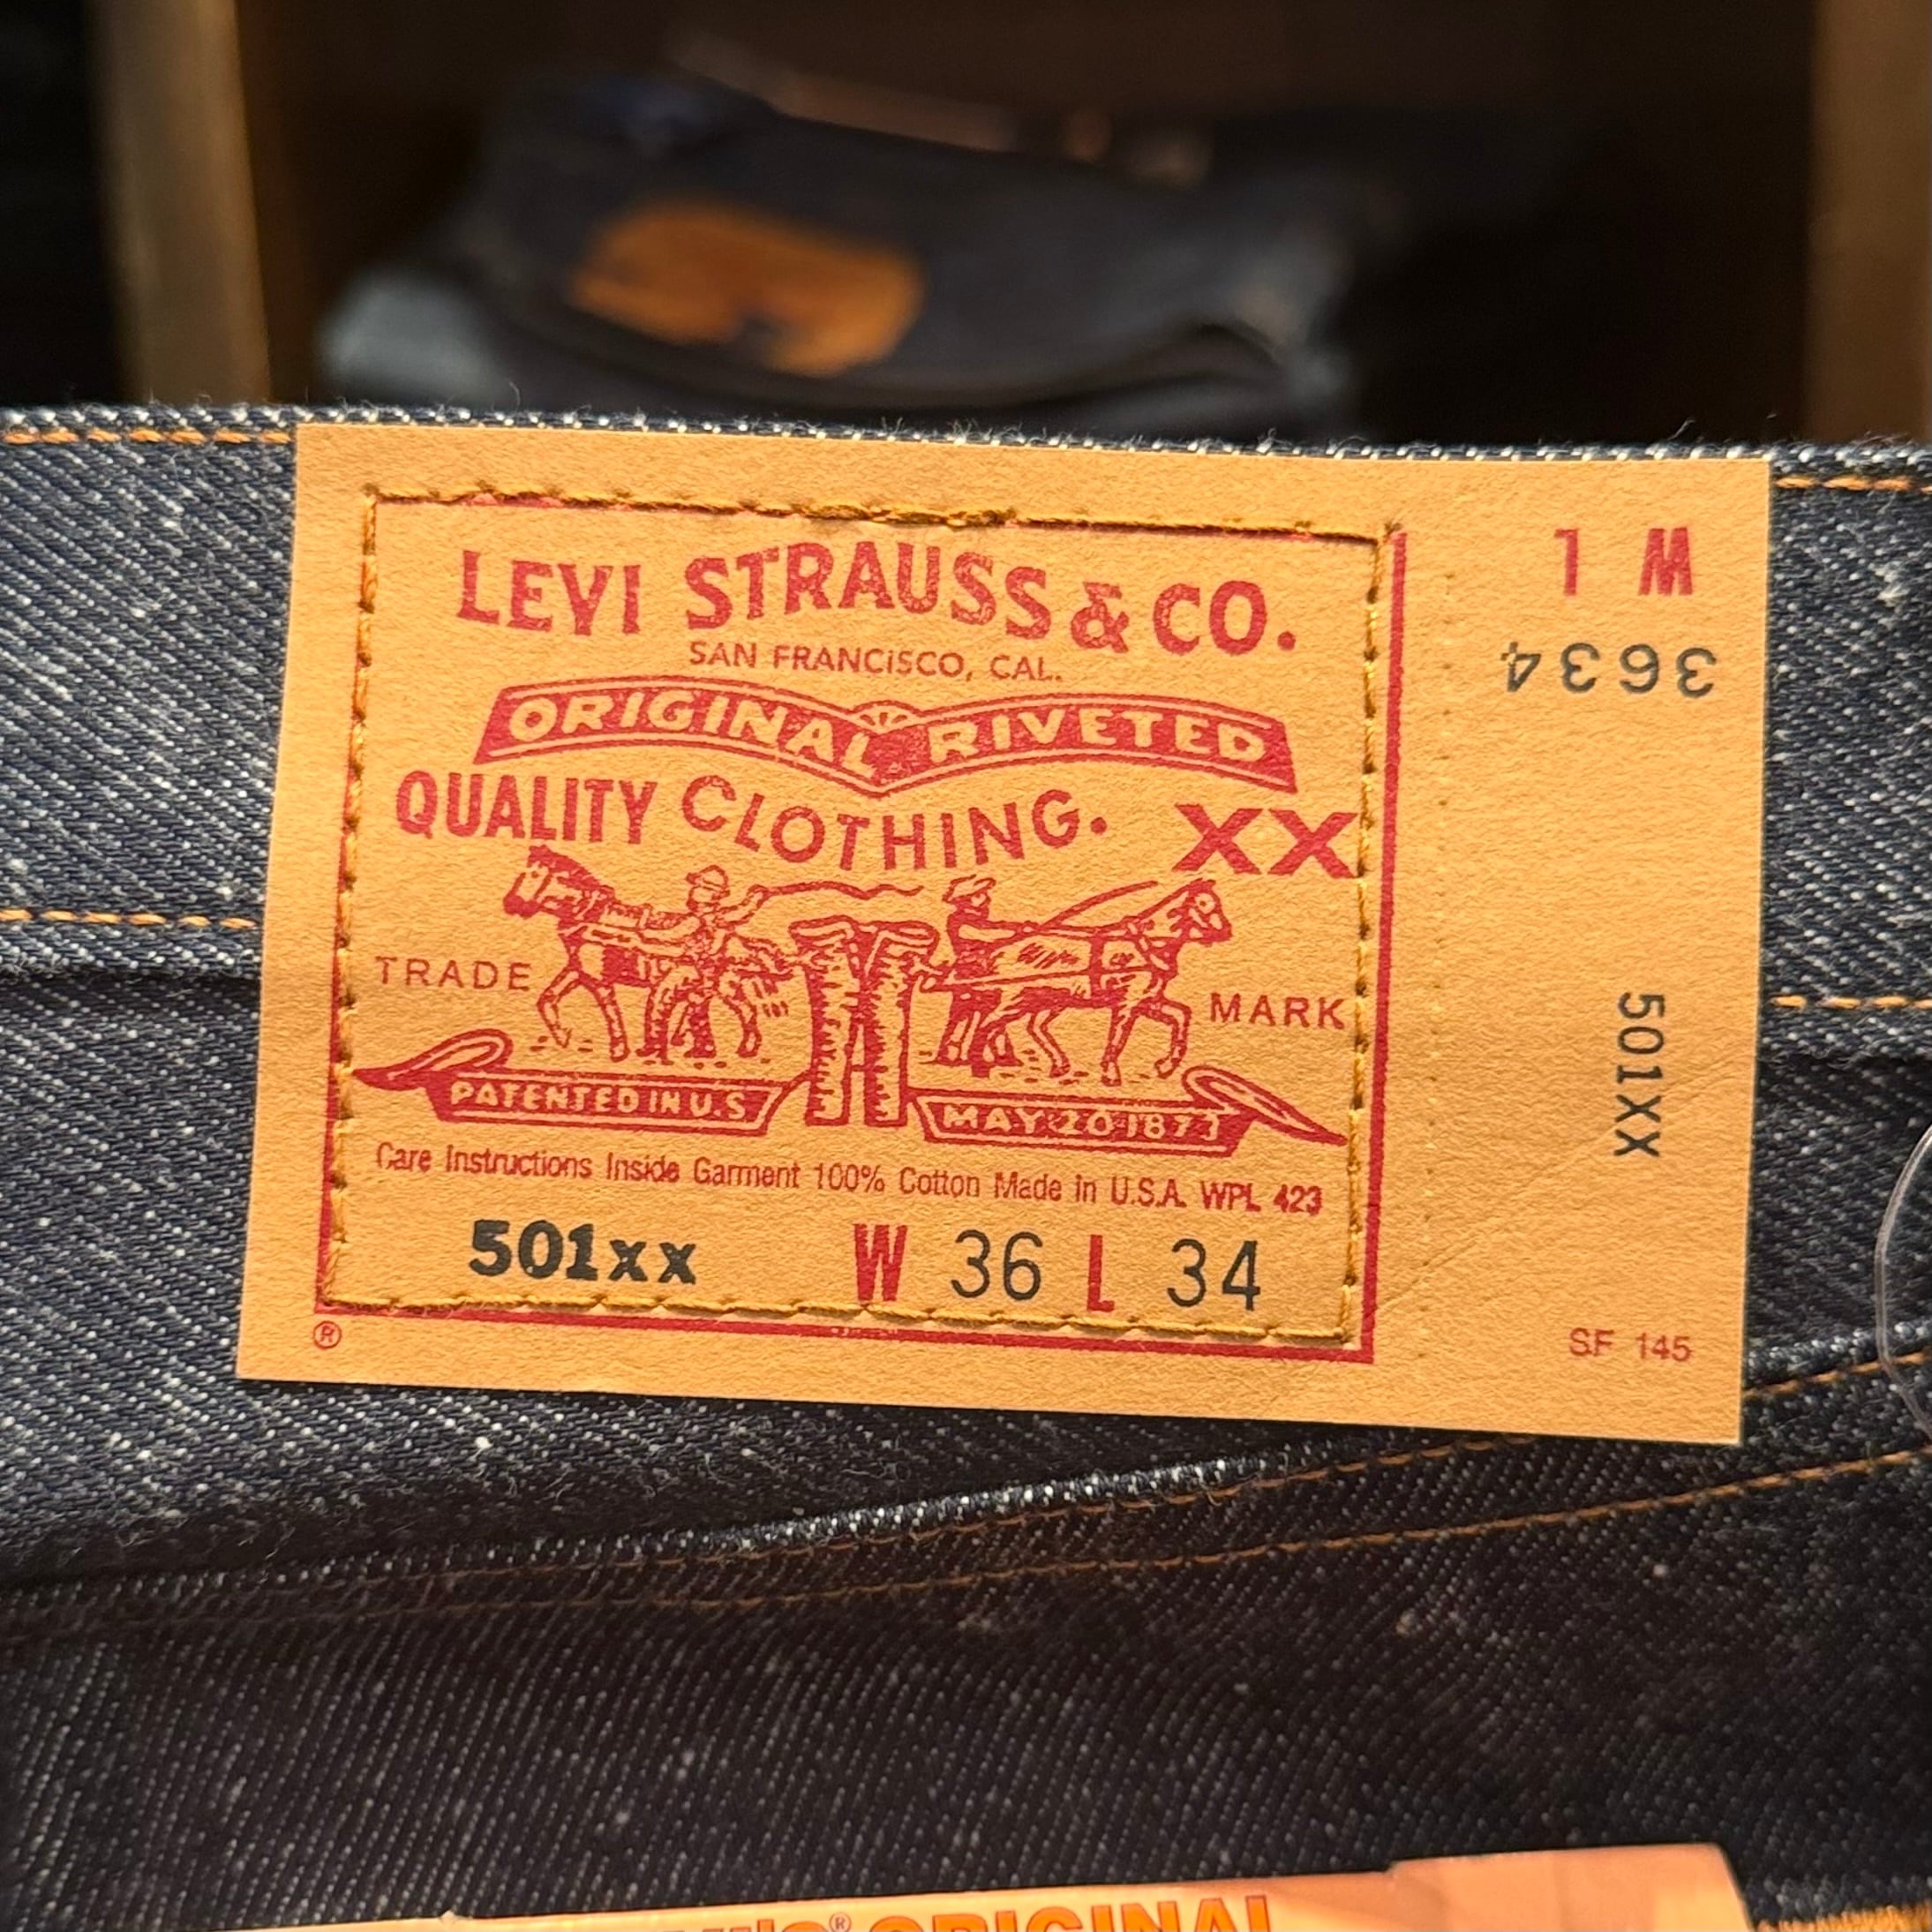 LEVI STRAUSS & CO.
SAN FRANCISCO, CAL.
ORIGINAL RIVETED
QUALITY CLOTHING. XX
TRADE MARK
PATENTED IN U.S MAY 20 1873
Care Instructions Inside Garment 100% Cotton Made in U.S.A. WPL 423
501xx W 36 L 34
®
W L
3634
501XX
SF 145
ORIGINAL